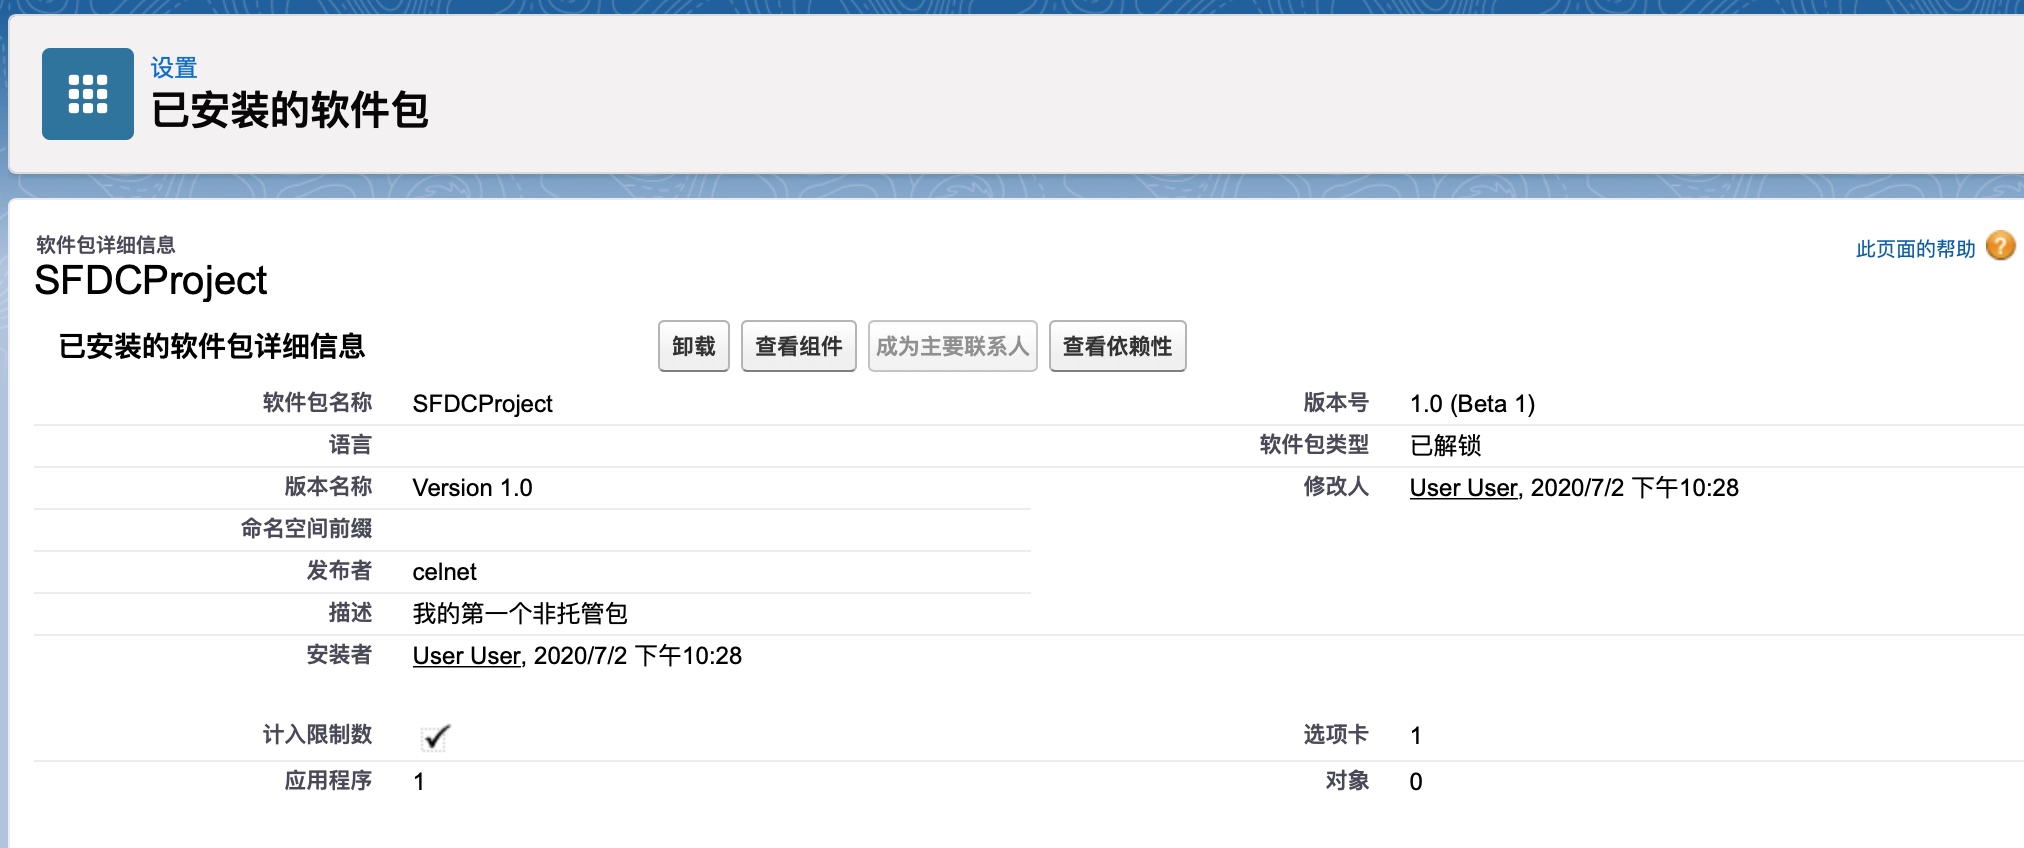 设置
已安装的软件包
软件包详细信息
SFDCProject
此页面的帮助 ?
已安装的软件包详细信息 卸载 查看组件 成为主要联系人 查看依赖性
软件包名称 SFDCProject 版本号 1.0 (Beta 1)
语言 软件包类型 已解锁
版本名称 Version 1.0 修改人 User User, 2020/7/2 下午10:28
命名空间前缀
发布者 celnet
描述 我的第一个非托管包
安装者 User User, 2020/7/2 下午10:28
计入限制数 选项卡 1
应用程序 1 对象 0